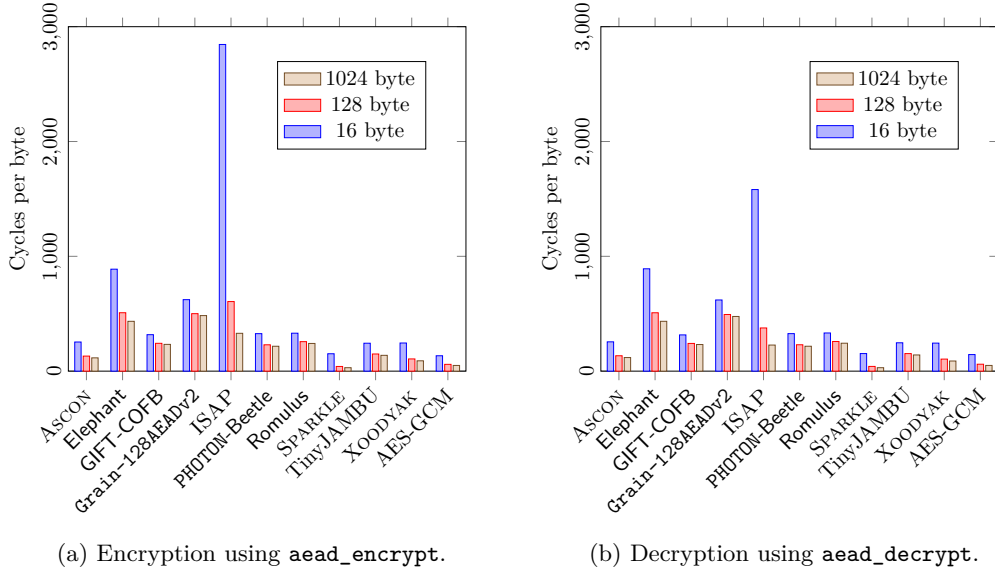 3,000
2,000
1,000
0
Cycles per byte
1024 byte
128 byte
16 byte
ASCON
Elephant
GIFT-COFB
Grain-128AEADv2
ISAP
PHOTON-Beetle
Romulus
SPARKLE
TinyJAMBU
XOODYAK
AES-GCM
(a) Encryption using aead_encrypt.
3,000
2,000
1,000
0
Cycles per byte
1024 byte
128 byte
16 byte
ASCON
Elephant
GIFT-COFB
Grain-128AEADv2
ISAP
PHOTON-Beetle
Romulus
SPARKLE
TinyJAMBU
XOODYAK
AES-GCM
(b) Decryption using aead_decrypt.